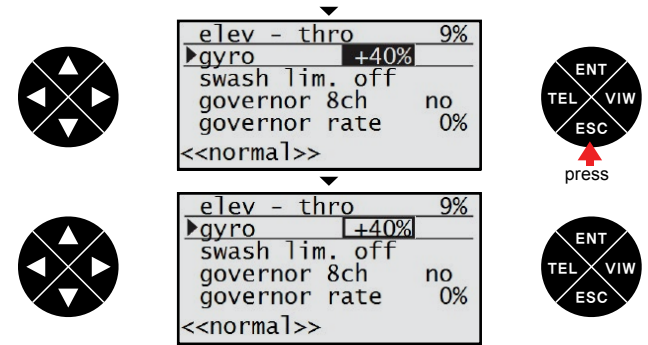 elev - thro 9%
gyro +40%
swash lim. off
governor 8ch no
governor rate 0%
<<normal>>
ENT
TEL VIW
ESC
press
elev - thro 9%
gyro +40%
swash lim. off
governor 8ch no
governor rate 0%
<<normal>>
ENT
TEL VIW
ESC